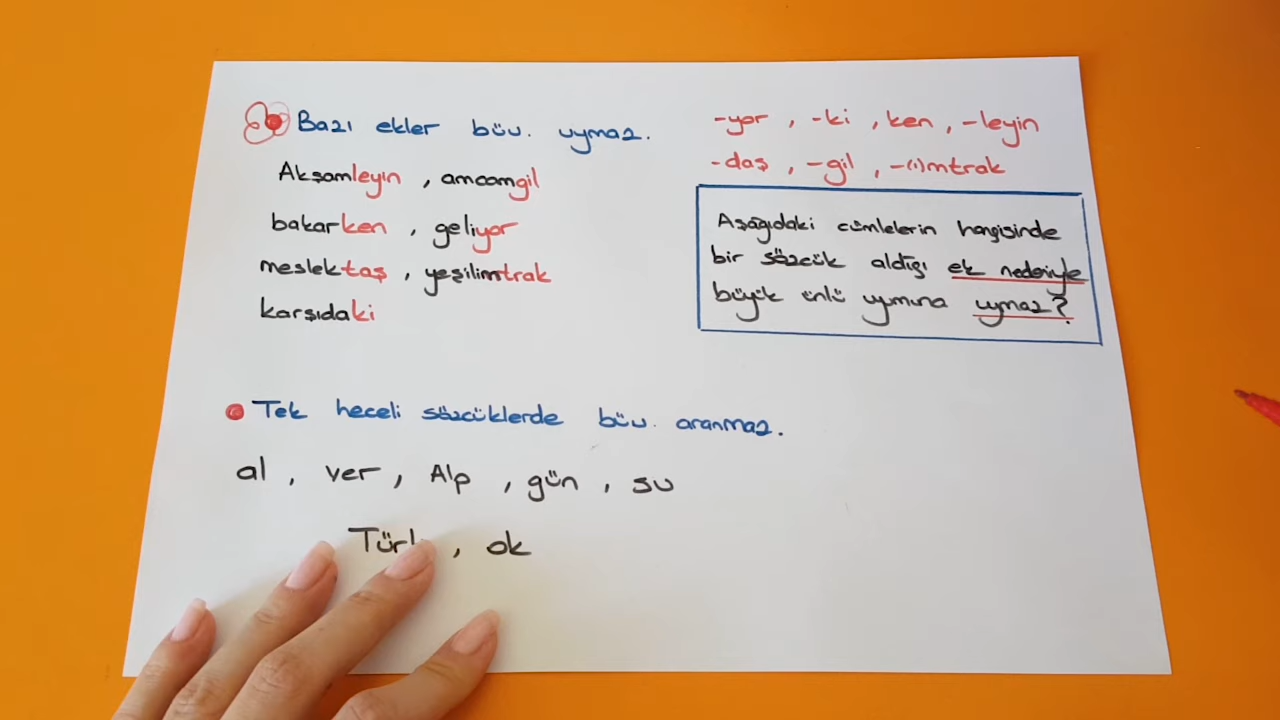 Bazı ekler büu. uymaz.
Akşamleyin , amcamgil
bakarken , geliyor
meslektaş , yeşilimtrak
karşıdaki
-yor , -ki , ken , -leyin
-daş , -gil , -(ı)mtrak
Aşağıdaki cümlelerin hangisinde
bir sözcük aldığı ek nedeniyle
büyük ünlü uyumuna uymaz?
Tek heceli sözcüklerde büu. aranmaz.
al , ver , Alp , gün , su
, ok